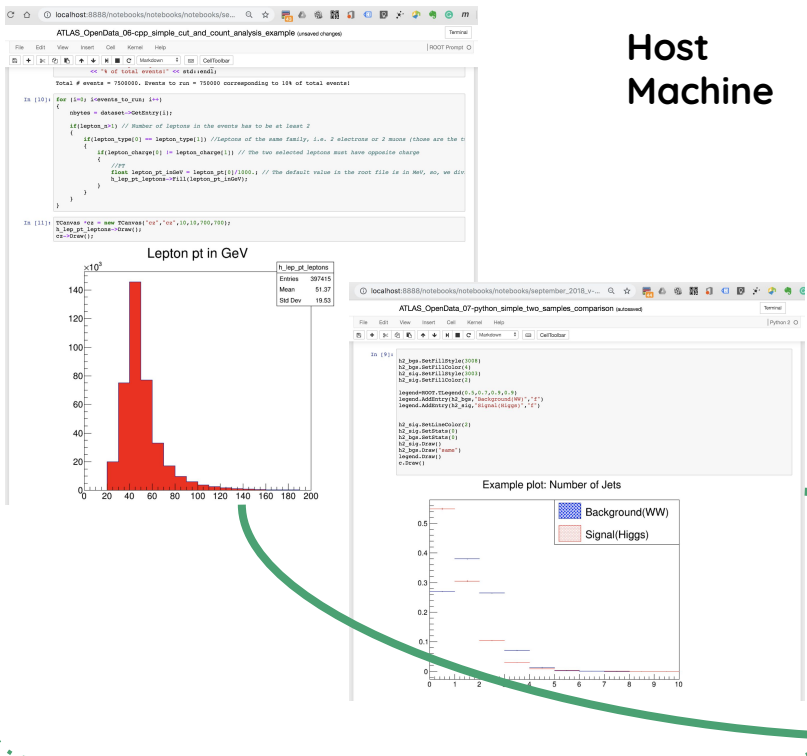 Host
Machine
localhost:8888/notebooks/notebooks/notebooks/se...
ATLAS_OpenData_06-cpp_simple_cut_and_count_analysis_example (unsaved changes)
Terminal
File Edit View Insert Cell Kernel Help
ROOT Prompt
Markdown
CellToolbar
<< "% of total events!" << std::endl;
Total # events = 7500000. Events to run = 750000 corresponding to 10% of total events!
In [10]: for (i=0; i<events_to_run; i++)
{
nbytes = dataset->GetEntry(i);
if(lepton_n>1) // Number of leptons in the events has to be at least 2
{
if(lepton_type[0] == lepton_type[1]) //Leptons of the same family, i.e. 2 electrons or 2 muons (those are the t
{
if(lepton_charge[0] != lepton_charge[1]) // The two selected leptons must have opposite charge
{
//PT
float lepton_pt_inGeV = lepton_pt[0]/1000.; // The default value in the root file is in MeV, so, we div
h_lep_pt_leptons->Fill(lepton_pt_inGeV);
}
}
}
}
In [11]: TCanvas *cz = new TCanvas("cz","cz",10,10,700,700);
h_lep_pt_leptons->Draw();
cz->Draw();
Lepton pt in GeV
×10³
h_lep_pt_leptons
Entries 397415
Mean 51.37
Std Dev 19.53
140
120
100
80
60
40
20
0
0 20 40 60 80 100 120 140 160 180 200
localhost:8888/notebooks/notebooks/notebooks/september_2018_v-...
ATLAS_OpenData_07-python_simple_two_samples_comparison (autosaved)
Terminal
File Edit View Insert Cell Kernel Help
Python 2
Markdown
CellToolbar
In [9]:
h2_bgs.SetFillStyle(3008)
h2_bgs.SetFillColor(4)
h2_sig.SetFillStyle(3003)
h2_sig.SetFillColor(2)
legend=ROOT.TLegend(0.5,0.7,0.9,0.9)
legend.AddEntry(h2_bgs,"Background(WW)","f")
legend.AddEntry(h2_sig,"Signal(Higgs)","f")
h2_sig.SetLineColor(2)
h2_sig.SetStats(0)
h2_bgs.SetStats(0)
h2_sig.Draw()
h2_bgs.Draw("same")
legend.Draw()
c.Draw()
Example plot: Number of Jets
Background(WW)
Signal(Higgs)
0.5
0.4
0.3
0.2
0.1
0
0 1 2 3 4 5 6 7 8 9 10